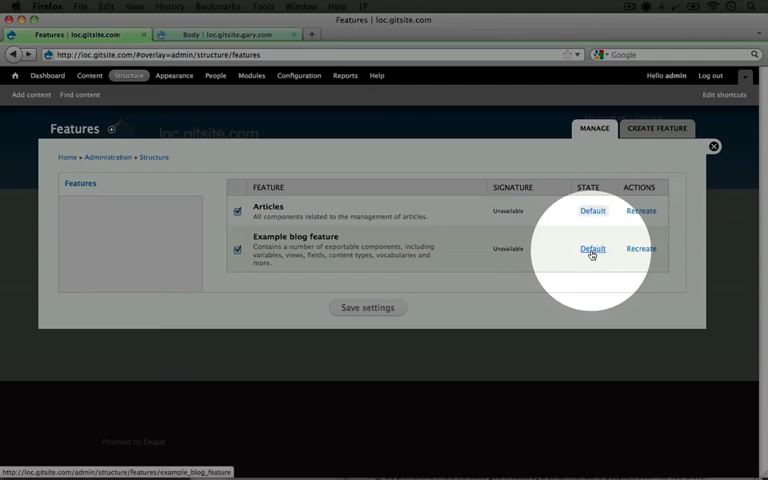 Firefox File Edit View History Bookmarks Tools Window Help
Features | loc.gitsite.com
Features | loc.gitsite.com Body | loc.gitsite.gary.com
http://loc.gitsite.com/#overlay=admin/structure/features
Google
Dashboard Content Structure Appearance People Modules Configuration Reports Help
Hello admin Log out
Add content Find content
Edit shortcuts
Features
loc.gitsite.com
MANAGE CREATE FEATURE
Home » Administration » Structure
Features
FEATURE SIGNATURE STATE ACTIONS
Articles
All components related to the management of articles.
Unavailable Default Recreate
Example blog feature
Contains a number of exportable components, including
variables, views, fields, content types, vocabularies and
more.
Unavailable Default Recreate
Save settings
Powered by Drupal
http://loc.gitsite.com/admin/structure/features/example_blog_feature